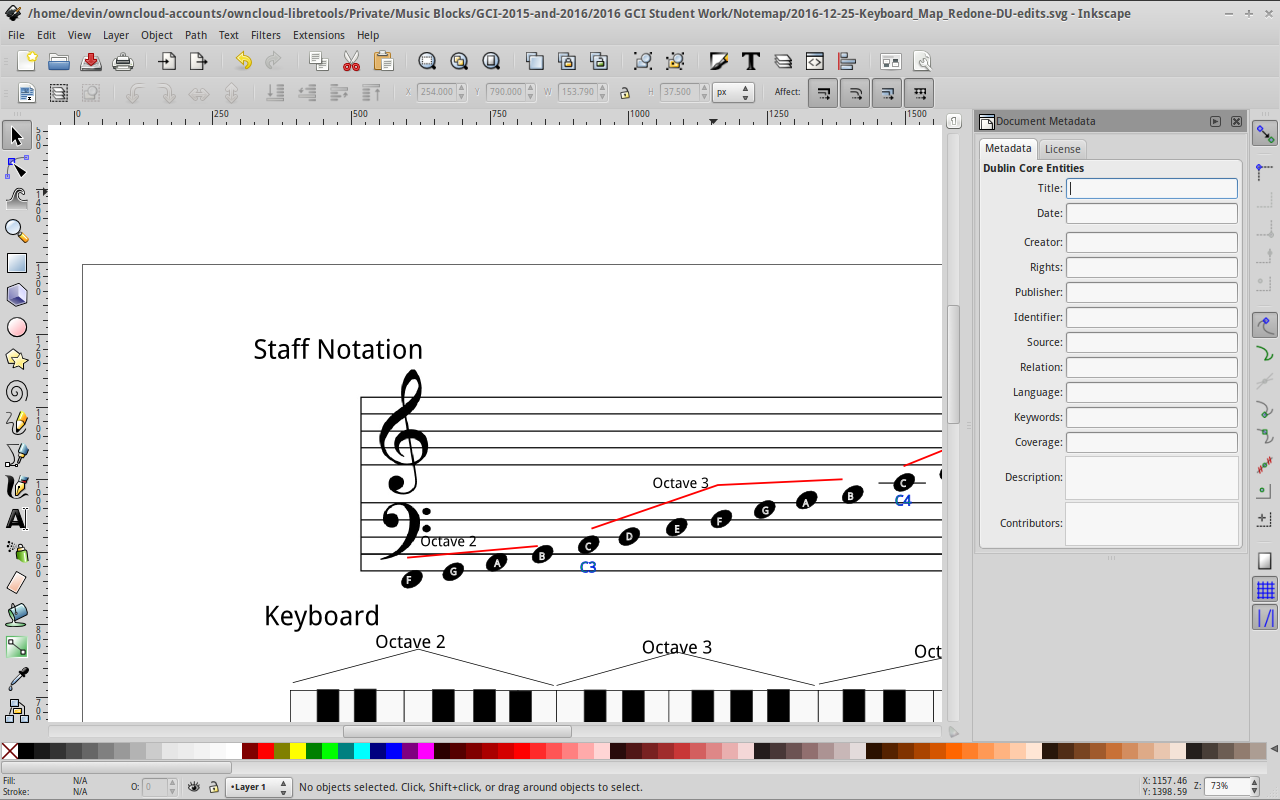 /home/devin/owncloud-accounts/owncloud-libretools/Private/Music Blocks/GCI-2015-and-2016/2016 GCI Student Work/Notemap/2016-12-25-Keyboard_Map_Redone-DU-edits.svg - Inkscape
File Edit View Layer Object Path Text Filters Extensions Help
X 254.000 Y 790.000 W 153.790 H 37.500 px Affect:
0 250 500 750 1000 1250 1500
Document Metadata
Metadata License
Dublin Core Entities
Title:
Date:
Creator:
Rights:
Publisher:
Identifier:
Source:
Relation:
Language:
Keywords:
Coverage:
Description:
Contributors:
Staff Notation
Octave 3
Octave 2
F G A B C D E F G A B C
C3 C4
Keyboard
Octave 2 Octave 3 Oct
Fill: N/A
Stroke: N/A
O: 0
Layer 1
No objects selected. Click, Shift+click, or drag around objects to select.
X: 1157.46
Y: 1398.59
Z: 73%